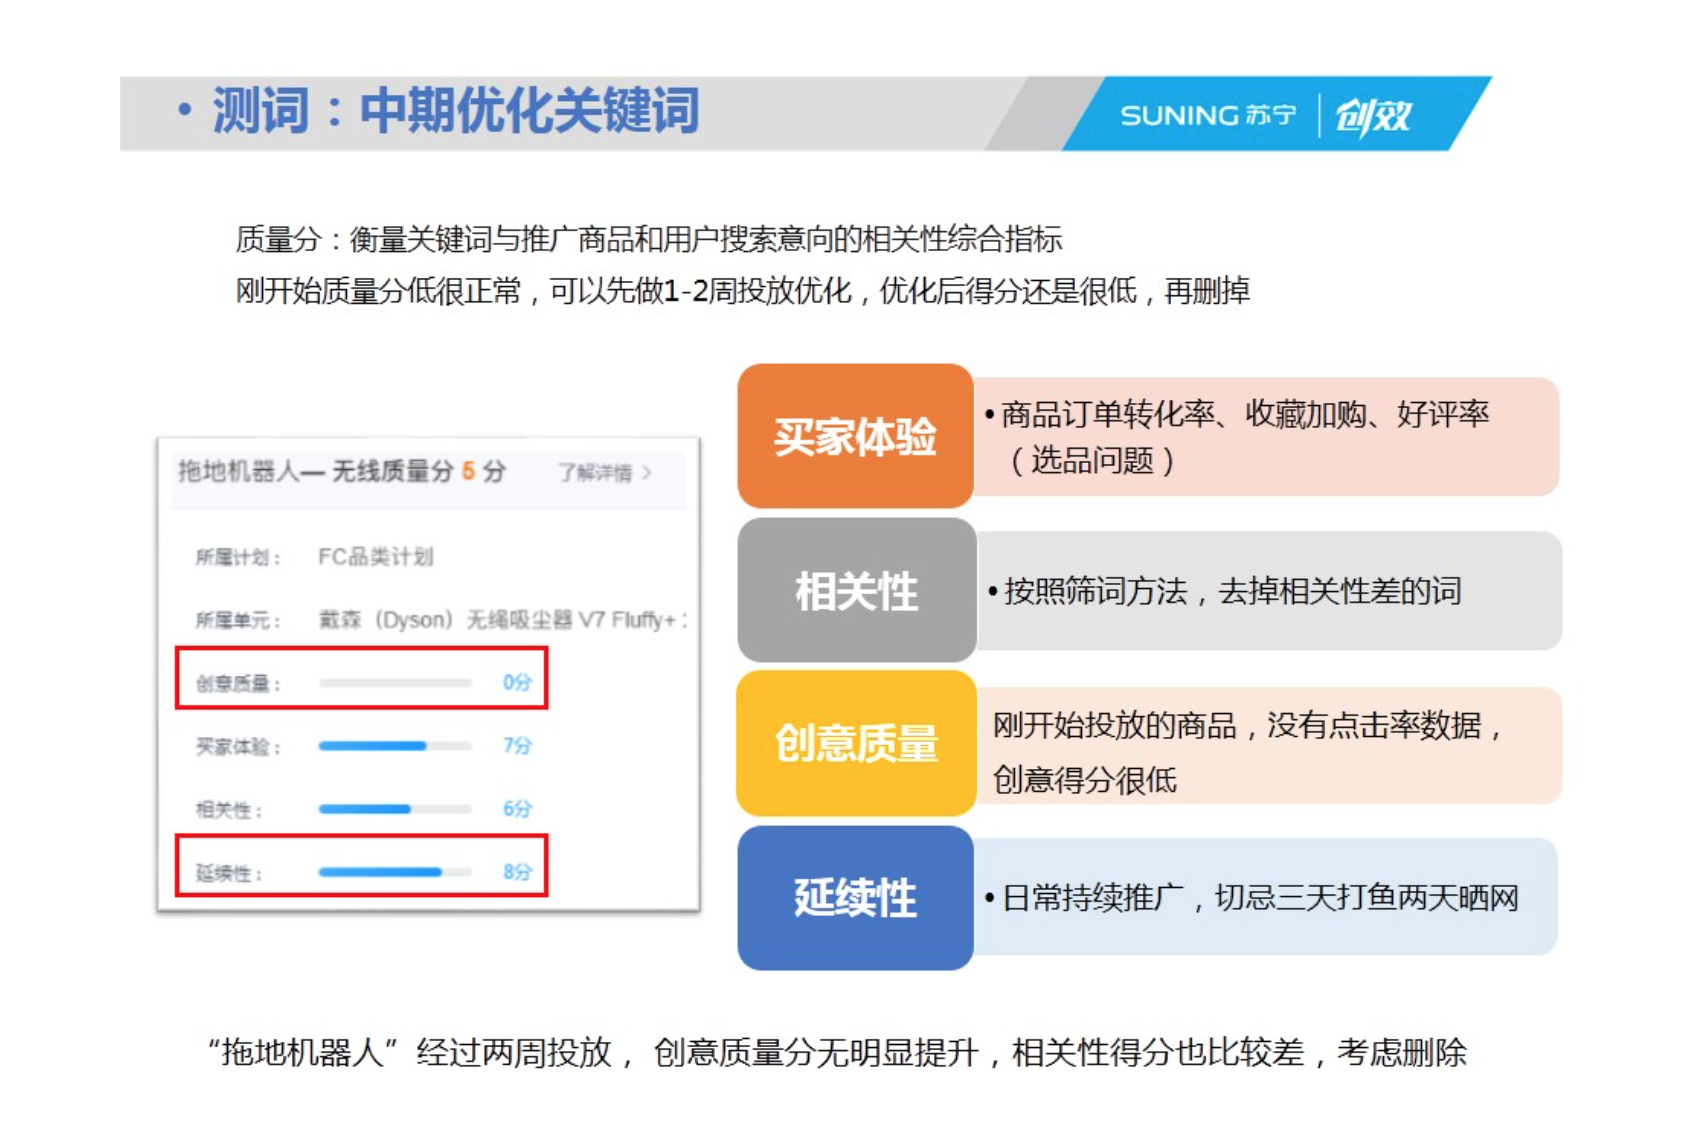 • 测词：中期优化关键词
SUNING 苏宁 | 创效
质量分：衡量关键词与推广商品和用户搜索意向的相关性综合指标
刚开始质量分低很正常，可以先做1-2周投放优化，优化后得分还是很低，再删掉
拖地机器人— 无线质量分 5 分 了解详情 >
所属计划： FC品类计划
所属单元： 戴森（Dyson）无绳吸尘器 V7 Fluffy+
创意质量： 0分
买家体验： 7分
相关性： 6分
延续性： 8分
买家体验
• 商品订单转化率、收藏加购、好评率
（选品问题）
相关性
• 按照筛词方法，去掉相关性差的词
创意质量
刚开始投放的商品，没有点击率数据，
创意得分很低
延续性
• 日常持续推广，切忌三天打鱼两天晒网
“拖地机器人”经过两周投放，创意质量分无明显提升，相关性得分也比较差，考虑删除